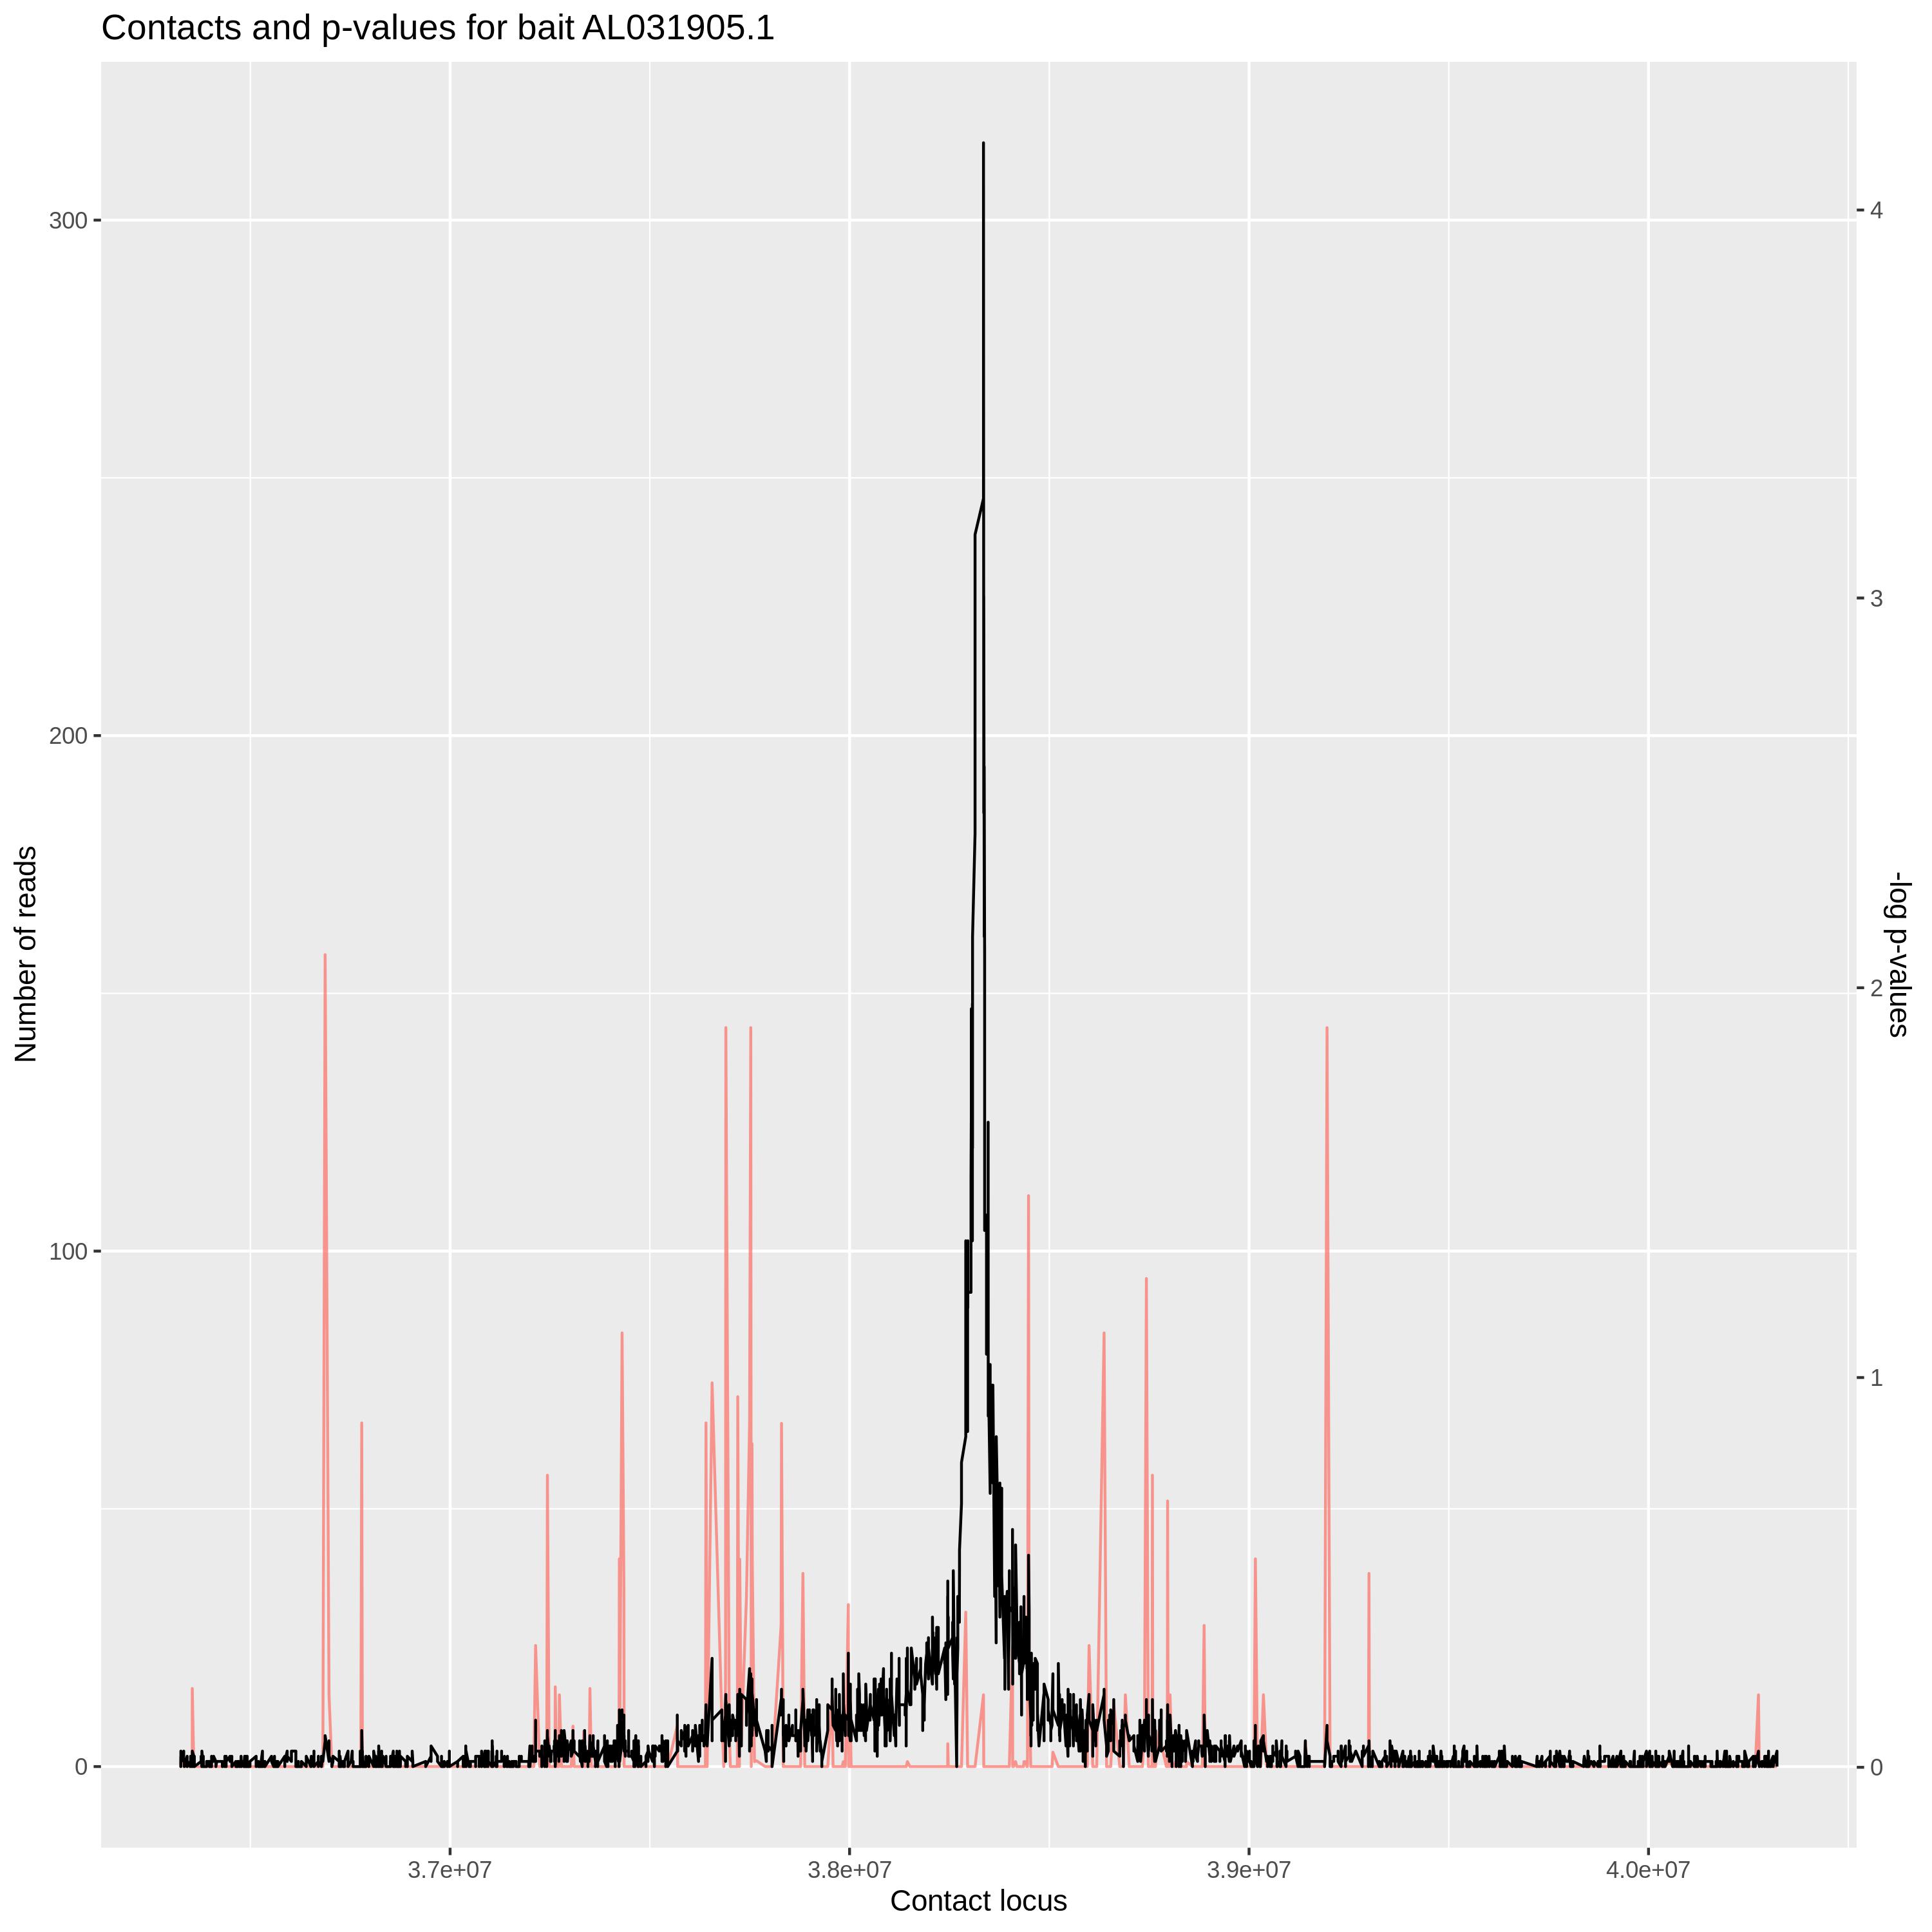 Contacts and p-values for bait AL031905.1
300
200
100
0
4
3
2
1
0
Number of reads
-log p-values
3.7e+07
3.8e+07
3.9e+07
4.0e+07
Contact locus